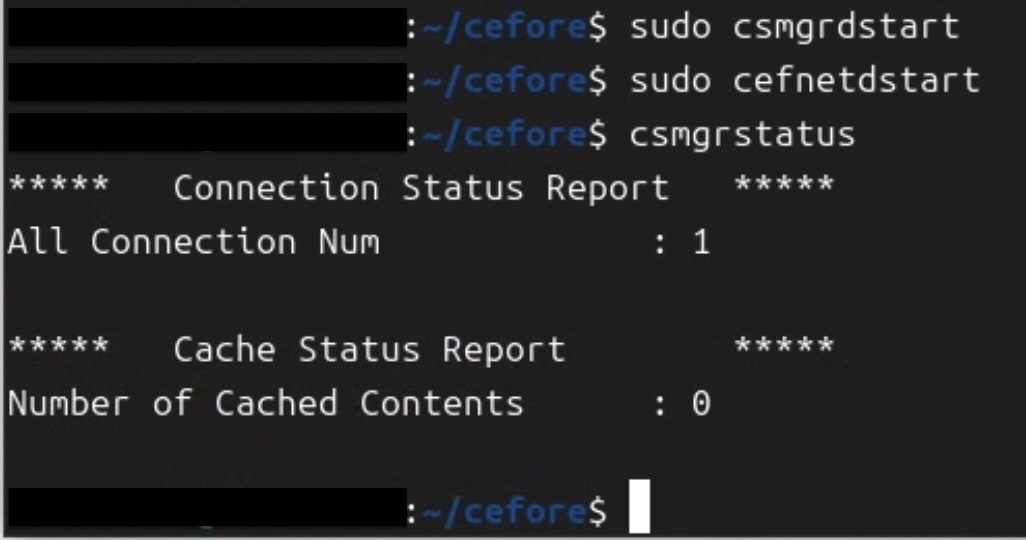 :~/cefore$ sudo csmgrdstart
:~/cefore$ sudo cefnetdstart
:~/cefore$ csmgrstatus
*****   Connection Status Report   *****
All Connection Num             : 1
*****   Cache Status Report        *****
Number of Cached Contents      : 0
:~/cefore$